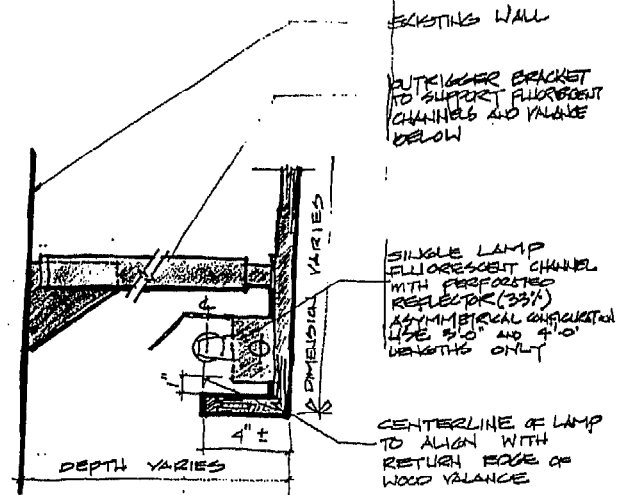 EXISTING WALL
OUTRIGGER BRACKET
TO SUPPORT FLUORESCENT
CHANNELS AND VALANCE
BELOW
DIMENSION VARIES
SINGLE LAMP
FLUORESCENT CHANNEL
WITH PERFORATED
REFLECTOR (33%)
ASYMMETRICAL CONFIGURATION
USE 3'-0" AND 4'-0"
LENGTHS ONLY
℄
1"
4" ±
DEPTH VARIES
CENTERLINE OF LAMP
TO ALIGN WITH
RETURN EDGE OF
WOOD VALANCE